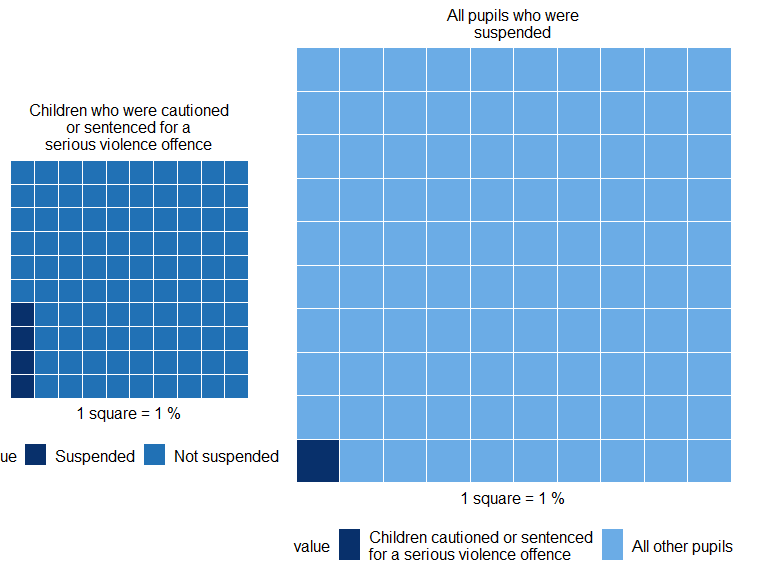 All pupils who were
suspended
Children who were cautioned
or sentenced for a
serious violence offence
1 square = 1 %
ue Suspended Not suspended
1 square = 1 %
value Children cautioned or sentenced
for a serious violence offence All other pupils